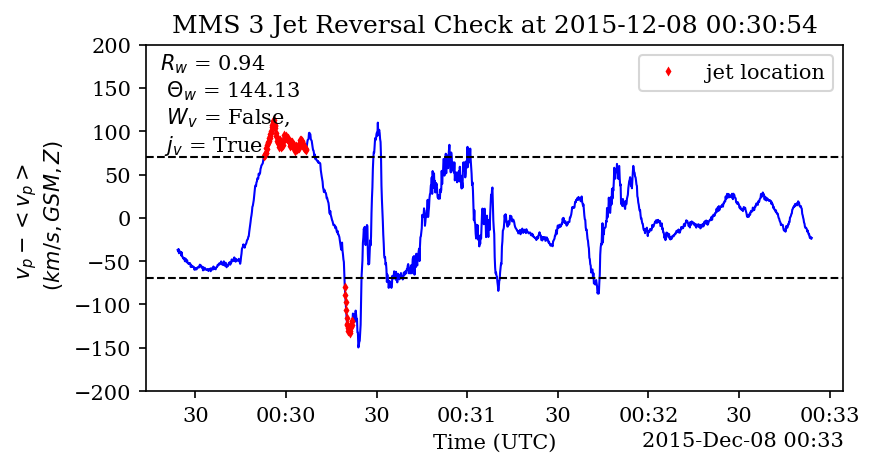 MMS 3 Jet Reversal Check at 2015-12-08 00:30:54
R_w = 0.94
Θ_w = 144.13
W_v = False,
j_v = True
jet location
v_p − < v_p >
(km/s, GSM, Z)
200
150
100
50
0
−50
−100
−150
−200
30 00:30 30 00:31 30 00:32 30 00:33
Time (UTC)
2015-Dec-08 00:33